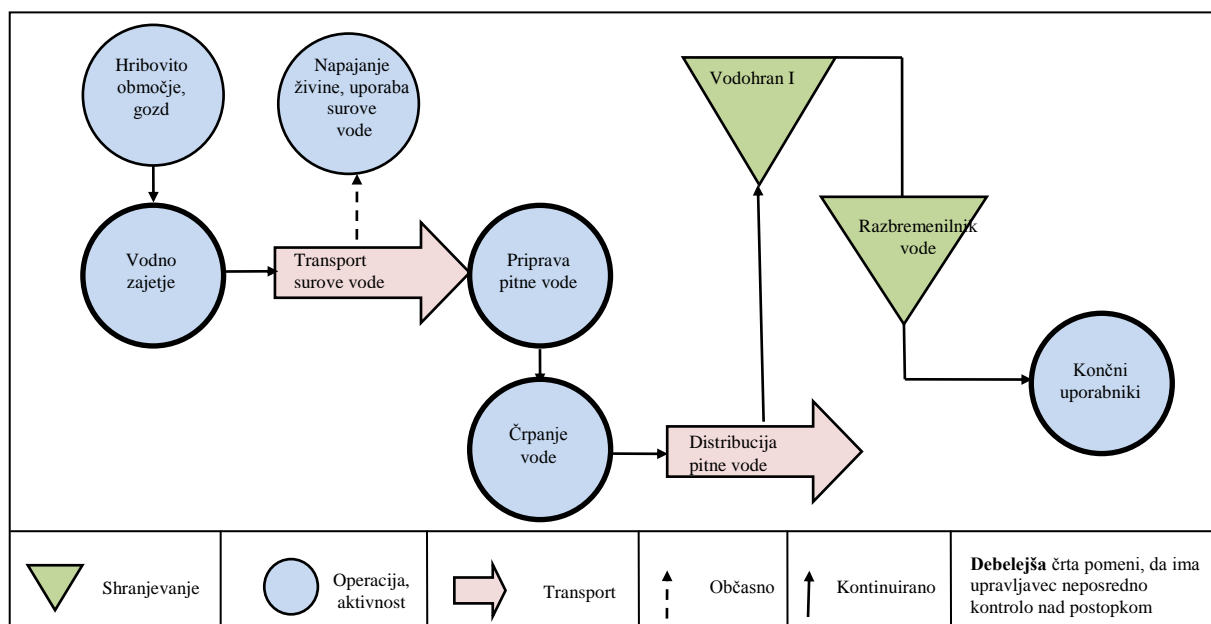 Hribovito
območje,
gozd
Napajanje
živine, uporaba
surove
vode
Vodohran I
Razbremenilnik
vode
Vodno
zajetje
Transport
surove vode
Priprava
pitne vode
Končni
uporabniki
Črpanje
vode
Distribucija
pitne vode
Shranjevanje
Operacija,
aktivnost
Transport
Občasno
Kontinuirano
Debelejša črta pomeni, da ima
upravljavec neposredno
kontrolo nad postopkom